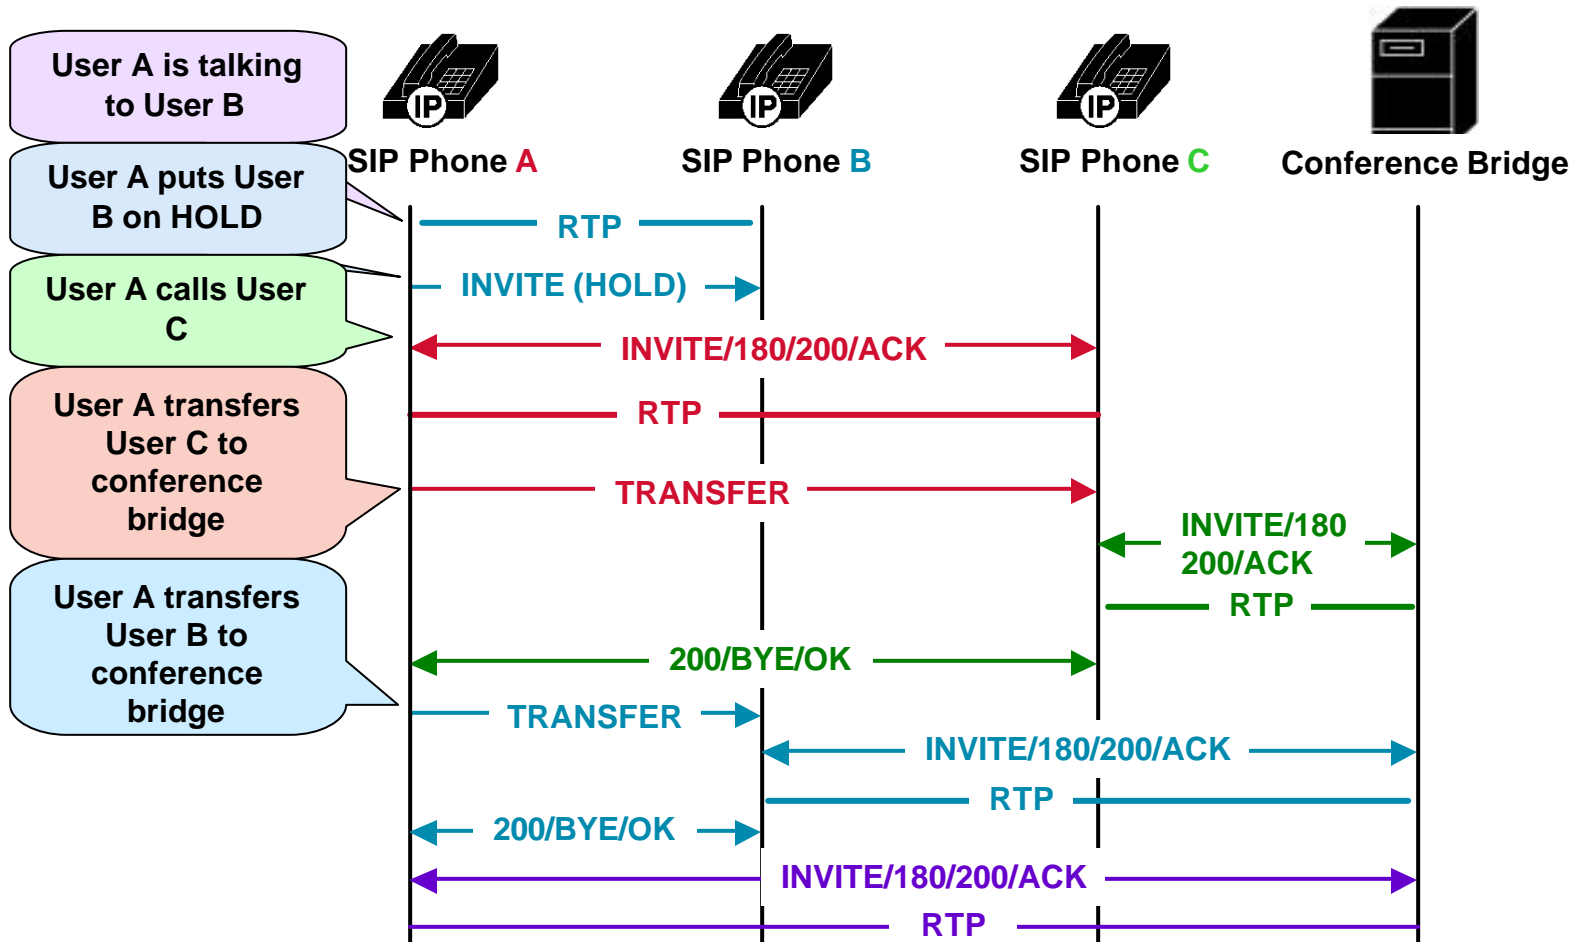 User A is talking
to User B
IP
IP
IP
SIP Phone A
SIP Phone B
SIP Phone C
Conference Bridge
User A puts User
B on HOLD
RTP
INVITE (HOLD)
User A calls User
C
INVITE/180/200/ACK
RTP
User A transfers
User C to
conference
bridge
TRANSFER
INVITE/180
200/ACK
RTP
User A transfers
User B to
conference
bridge
200/BYE/OK
TRANSFER
INVITE/180/200/ACK
RTP
200/BYE/OK
INVITE/180/200/ACK
RTP